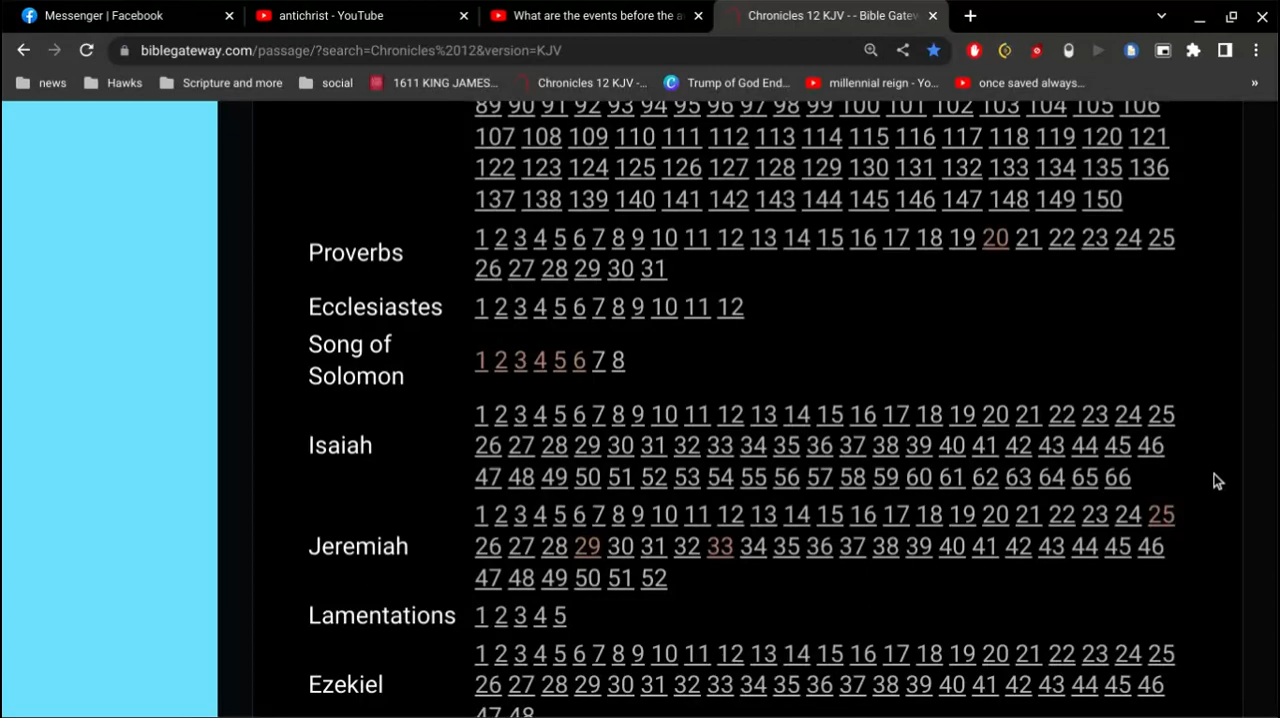 Messenger | Facebook
antichrist - YouTube
What are the events before the a
Chronicles 12 KJV - - Bible Gatew
biblegateway.com/passage/?search=Chronicles%2012&version=KJV
news Hawks Scripture and more social 1611 KING JAMES... Chronicles 12 KJV -... Trump of God End... millennial reign - Yo... once saved always... »
89 90 91 92 93 94 95 96 97 98 99 100 101 102 103 104 105 106
107 108 109 110 111 112 113 114 115 116 117 118 119 120 121
122 123 124 125 126 127 128 129 130 131 132 133 134 135 136
137 138 139 140 141 142 143 144 145 146 147 148 149 150
Proverbs
1 2 3 4 5 6 7 8 9 10 11 12 13 14 15 16 17 18 19 20 21 22 23 24 25
26 27 28 29 30 31
Ecclesiastes
1 2 3 4 5 6 7 8 9 10 11 12
Song of
Solomon
1 2 3 4 5 6 7 8
Isaiah
1 2 3 4 5 6 7 8 9 10 11 12 13 14 15 16 17 18 19 20 21 22 23 24 25
26 27 28 29 30 31 32 33 34 35 36 37 38 39 40 41 42 43 44 45 46
47 48 49 50 51 52 53 54 55 56 57 58 59 60 61 62 63 64 65 66
Jeremiah
1 2 3 4 5 6 7 8 9 10 11 12 13 14 15 16 17 18 19 20 21 22 23 24 25
26 27 28 29 30 31 32 33 34 35 36 37 38 39 40 41 42 43 44 45 46
47 48 49 50 51 52
Lamentations
1 2 3 4 5
Ezekiel
1 2 3 4 5 6 7 8 9 10 11 12 13 14 15 16 17 18 19 20 21 22 23 24 25
26 27 28 29 30 31 32 33 34 35 36 37 38 39 40 41 42 43 44 45 46
47 48